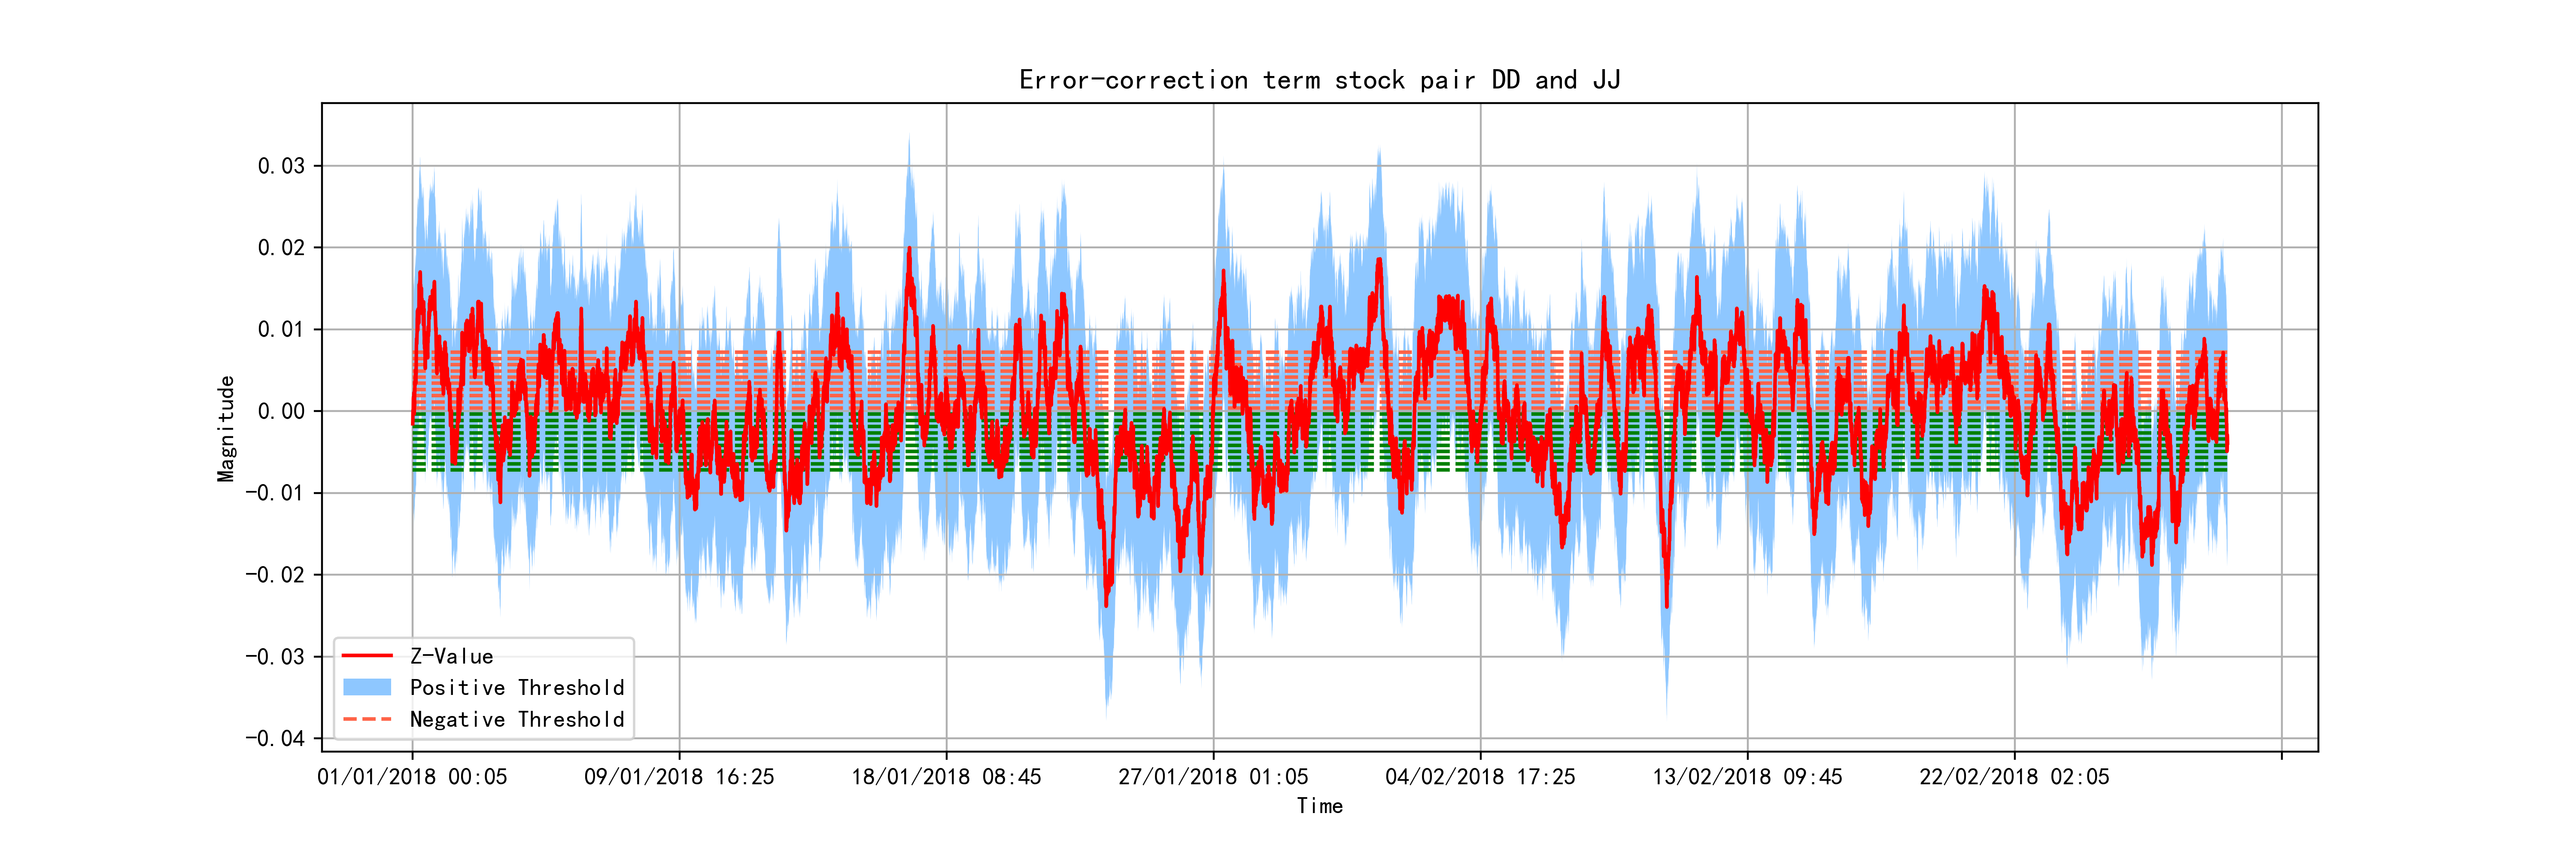 Error-correction term stock pair DD and JJ
0.03
0.02
0.01
0.00
-0.01
-0.02
-0.03
-0.04
Magnitude
Z-Value
Positive Threshold
Negative Threshold
01/01/2018 00:05
09/01/2018 16:25
18/01/2018 08:45
27/01/2018 01:05
04/02/2018 17:25
13/02/2018 09:45
22/02/2018 02:05
Time